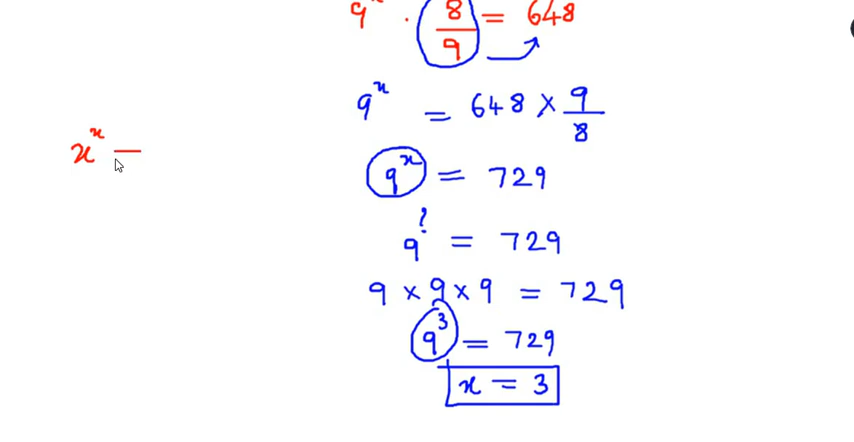 9^x · 8/9 = 648
9^x = 648 × 9/8
x^x —
9^x = 729
9^? = 729
9 × 9 × 9 = 729
9^3 = 729
x = 3